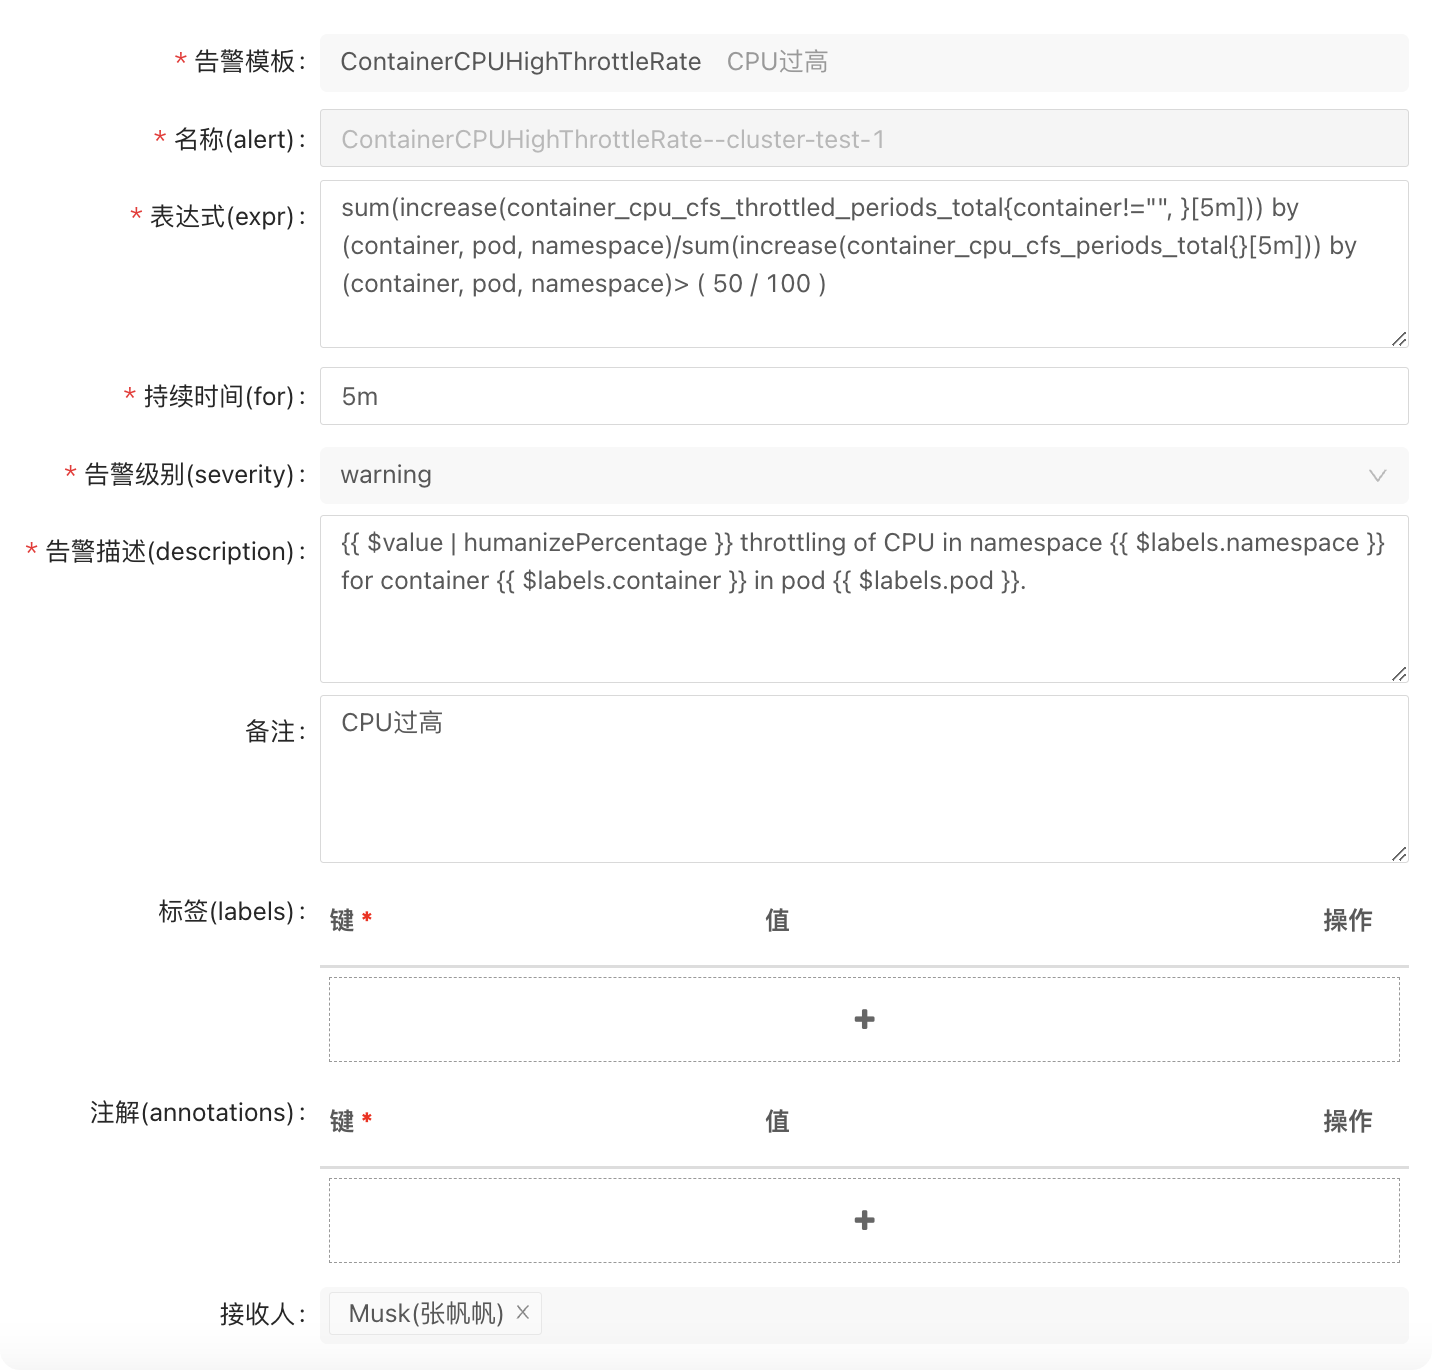 * 告警模板: ContainerCPUHighThrottleRate CPU过高
* 名称(alert): ContainerCPUHighThrottleRate--cluster-test-1
* 表达式(expr): sum(increase(container_cpu_cfs_throttled_periods_total{container!="", }[5m])) by
(container, pod, namespace)/sum(increase(container_cpu_cfs_periods_total{}[5m])) by
(container, pod, namespace)> ( 50 / 100 )
* 持续时间(for): 5m
* 告警级别(severity): warning
* 告警描述(description): {{ $value | humanizePercentage }} throttling of CPU in namespace {{ $labels.namespace }}
for container {{ $labels.container }} in pod {{ $labels.pod }}.
备注: CPU过高
标签(labels): 键 * 值 操作
+
注解(annotations): 键 * 值 操作
+
接收人: Musk(张帆帆) ×